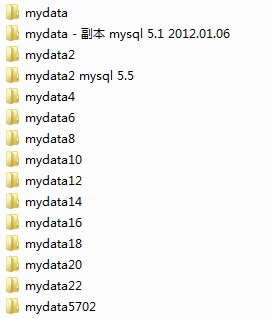 mydata
mydata - 副本 mysql 5.1 2012.01.06
mydata2
mydata2 mysql 5.5
mydata4
mydata6
mydata8
mydata10
mydata12
mydata14
mydata16
mydata18
mydata20
mydata22
mydata5702